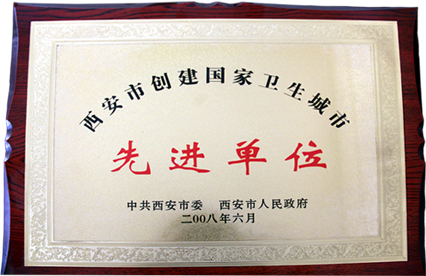 西安市创建国家卫生城市
先进单位
中共西安市委 西安市人民政府
二00八年六月